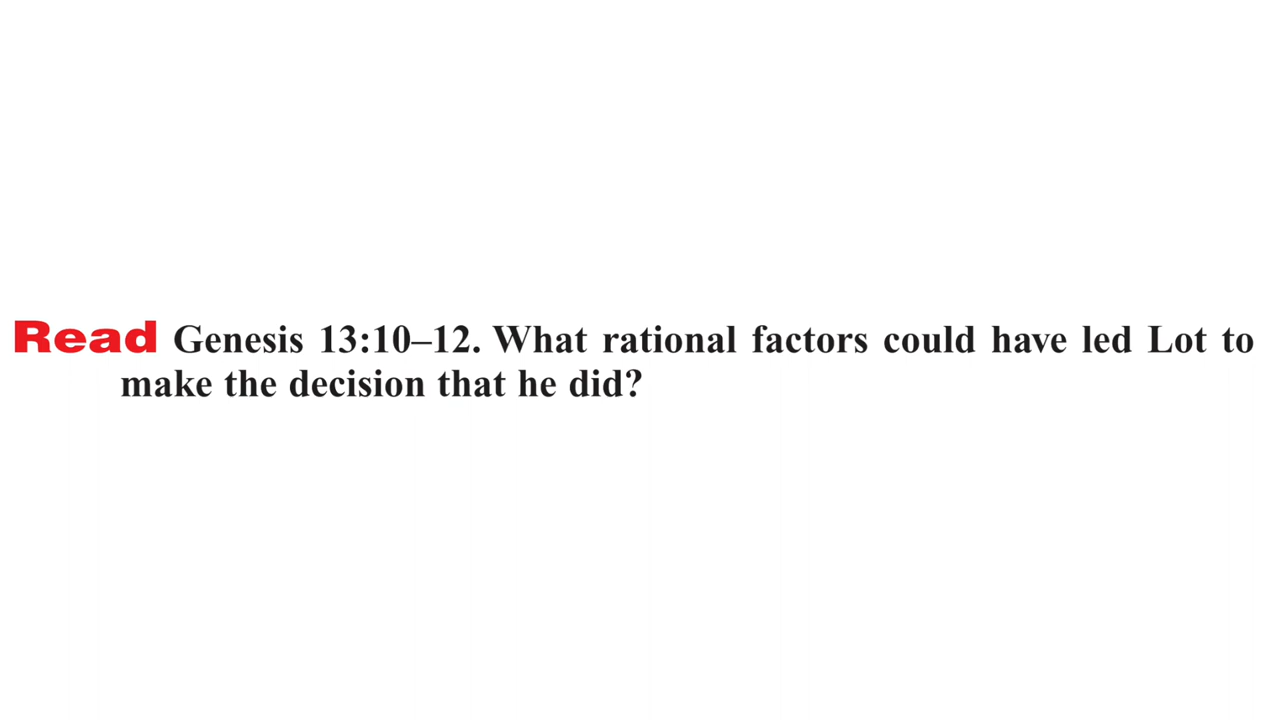 Read Genesis 13:10–12. What rational factors could have led Lot to
make the decision that he did?